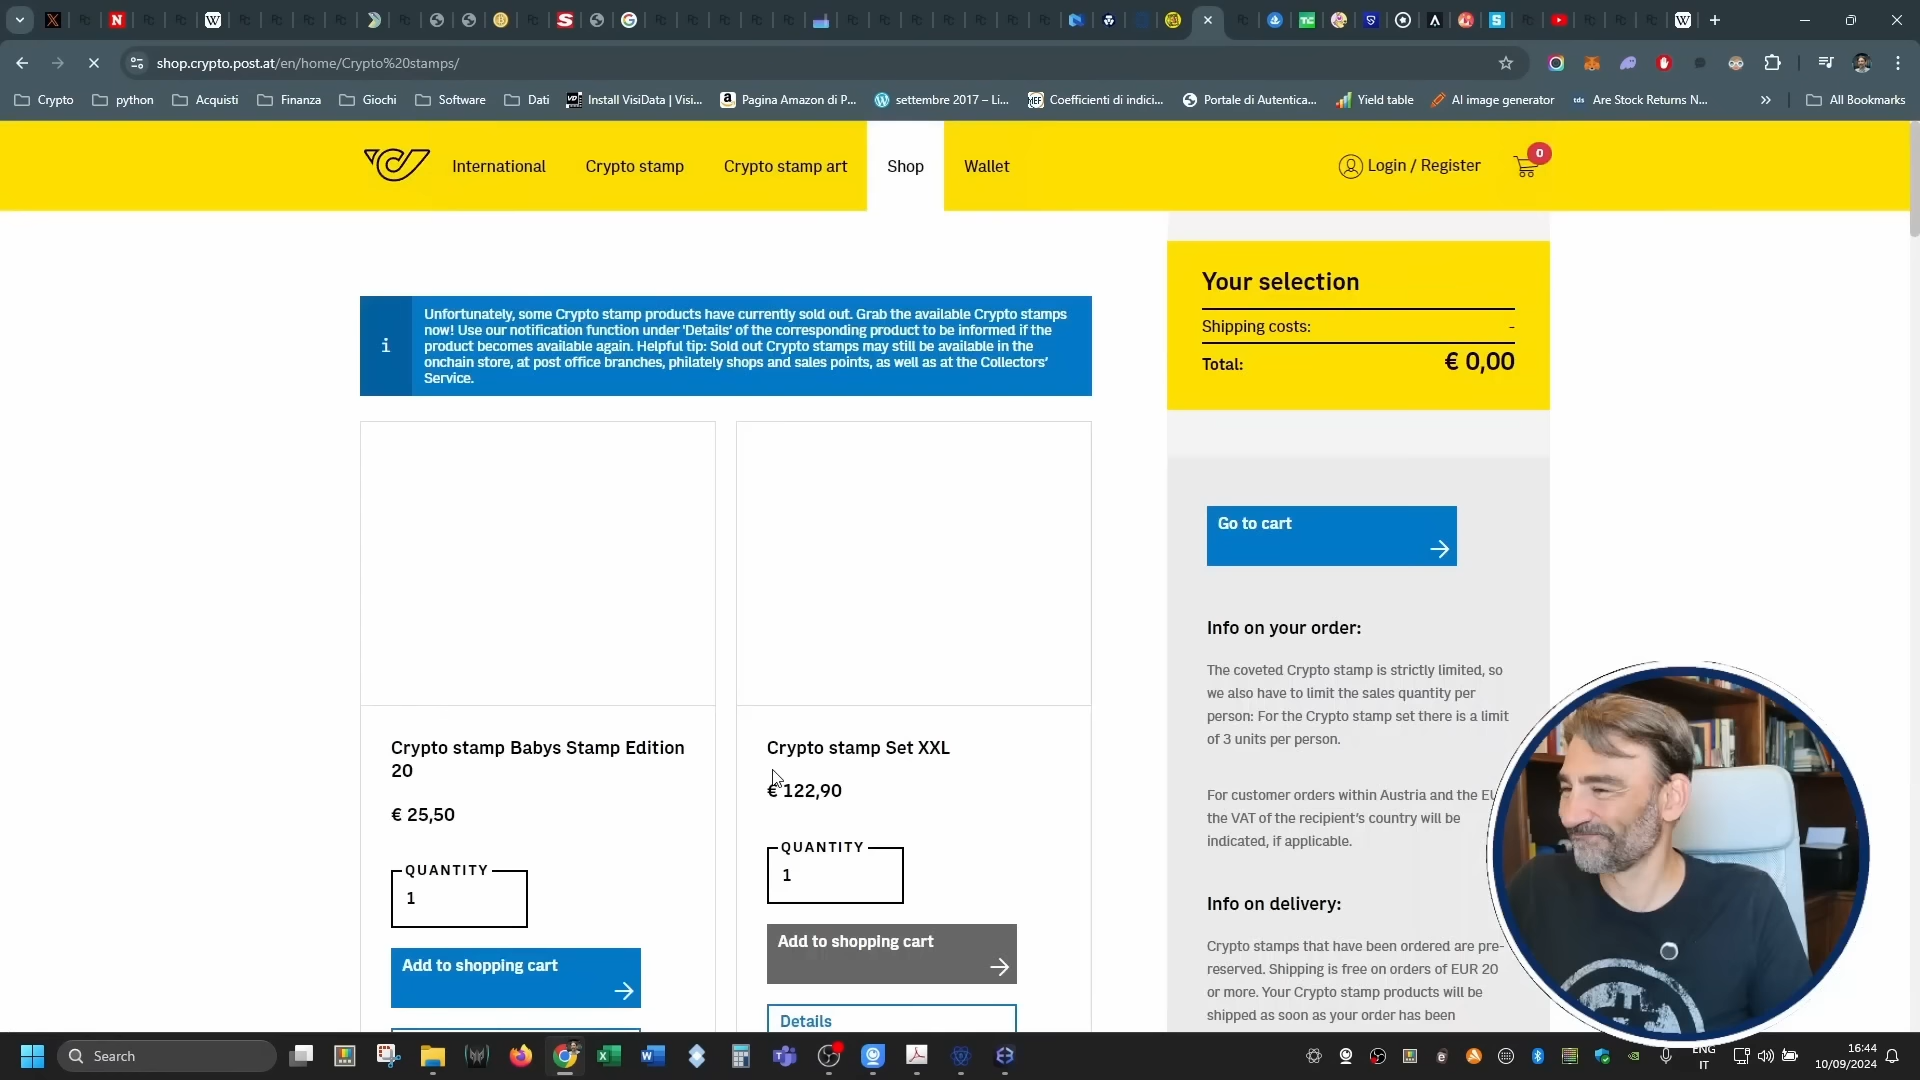 shop.crypto.post.at/en/home/Crypto%20stamps/
Crypto
python
Acquisti
Finanza
Giochi
Software
Dati
Install VisiData | Visi...
Pagina Amazon di P...
settembre 2017 – Li...
Coefficienti di indici...
Portale di Autentica...
Yield table
AI image generator
Are Stock Returns N...
All Bookmarks
International
Crypto stamp
Crypto stamp art
Shop
Wallet
Login / Register
0
Unfortunately, some Crypto stamp products have currently sold out. Grab the available Crypto stamps
now! Use our notification function under 'Details' of the corresponding product to be informed if the
product becomes available again. Helpful tip: Sold out Crypto stamps may still be available in the
onchain store, at post office branches, philately shops and sales points, as well as at the Collectors'
Service.
Crypto stamp Babys Stamp Edition
20
€ 25,50
QUANTITY
1
Add to shopping cart
Crypto stamp Set XXL
€ 122,90
QUANTITY
1
Add to shopping cart
Details
Your selection
Shipping costs: -
Total: € 0,00
Go to cart
Info on your order:
The coveted Crypto stamp is strictly limited, so
we also have to limit the sales quantity per
person: For the Crypto stamp set there is a limit
of 3 units per person.
For customer orders within Austria and the EU
the VAT of the recipient's country will be
indicated, if applicable.
Info on delivery:
Crypto stamps that have been ordered are pre-
reserved. Shipping is free on orders of EUR 20
or more. Your Crypto stamp products will be
shipped as soon as your order has been
Search
ENG
IT
16:44
10/09/2024